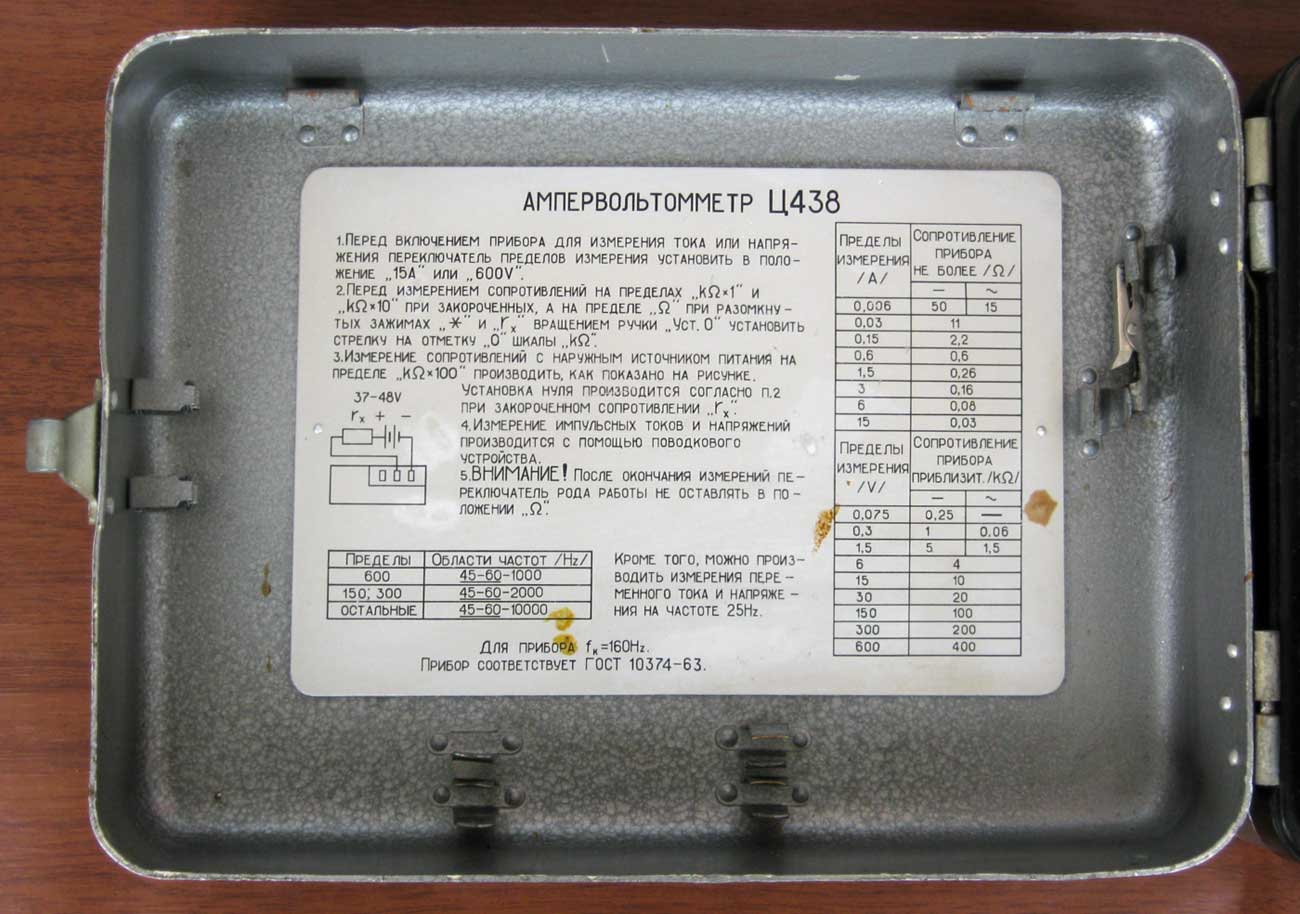 АМПЕРВОЛЬТОММЕТР Ц438
1.ПЕРЕД ВКЛЮЧЕНИЕМ ПРИБОРА ДЛЯ ИЗМЕРЕНИЯ ТОКА ИЛИ НАПРЯ-
ЖЕНИЯ ПЕРЕКЛЮЧАТЕЛЬ ПРЕДЕЛОВ ИЗМЕРЕНИЯ УСТАНОВИТЬ В ПОЛО-
ЖЕНИЕ „15А" ИЛИ „600V".
2.ПЕРЕД ИЗМЕРЕНИЕМ СОПРОТИВЛЕНИЙ НА ПРЕДЕЛАХ „kΩ×1" И
„kΩ×10" ПРИ ЗАКОРОЧЕННЫХ, А НА ПРЕДЕЛЕ „Ω" ПРИ РАЗОМКНУ-
ТЫХ ЗАЖИМАХ „*" И „rx" ВРАЩЕНИЕМ РУЧКИ „УСТ. 0" УСТАНОВИТЬ
СТРЕЛКУ НА ОТМЕТКУ „0" ШКАЛЫ „kΩ".
3.ИЗМЕРЕНИЕ СОПРОТИВЛЕНИЙ С НАРУЖНЫМ ИСТОЧНИКОМ ПИТАНИЯ НА
ПРЕДЕЛЕ „kΩ×100" ПРОИЗВОДИТЬ, КАК ПОКАЗАНО НА РИСУНКЕ.
УСТАНОВКА НУЛЯ ПРОИЗВОДИТСЯ СОГЛАСНО П.2
ПРИ ЗАКОРОЧЕННОМ СОПРОТИВЛЕНИИ „rx".
4.ИЗМЕРЕНИЕ ИМПУЛЬСНЫХ ТОКОВ И НАПРЯЖЕНИЙ
ПРОИЗВОДИТСЯ С ПОМОЩЬЮ ПОВОДКОВОГО
УСТРОЙСТВА.
5.ВНИМАНИЕ! ПОСЛЕ ОКОНЧАНИЯ ИЗМЕРЕНИЙ ПЕ-
РЕКЛЮЧАТЕЛЬ РОДА РАБОТЫ НЕ ОСТАВЛЯТЬ В ПО-
ЛОЖЕНИИ „Ω".
37-48V
rx + −
ПРЕДЕЛЫ ОБЛАСТИ ЧАСТОТ /Hz/
600 45-60-1000
150; 300 45-60-2000
ОСТАЛЬНЫЕ 45-60-10000
КРОМЕ ТОГО, МОЖНО ПРОИЗ-
ВОДИТЬ ИЗМЕРЕНИЯ ПЕРЕ-
МЕННОГО ТОКА И НАПРЯЖЕ-
НИЯ НА ЧАСТОТЕ 25Hz.
ДЛЯ ПРИБОРА fк=160Hz.
ПРИБОР СООТВЕТСТВУЕТ ГОСТ 10374-63.
ПРЕДЕЛЫ ИЗМЕРЕНИЯ /А/ СОПРОТИВЛЕНИЕ ПРИБОРА НЕ БОЛЕЕ /Ω/
— ~
0,006 50 15
0.03 11
0.15 2,2
0.6 0,6
1,5 0,26
3 0,16
6 0,08
15 0,03
ПРЕДЕЛЫ ИЗМЕРЕНИЯ /V/ СОПРОТИВЛЕНИЕ ПРИБОРА ПРИБЛИЗИТ./kΩ/
— ~
0,075 0,25 —
0,3 1 0.06
1,5 5 1,5
6 4
15 10
30 20
150 100
300 200
600 400